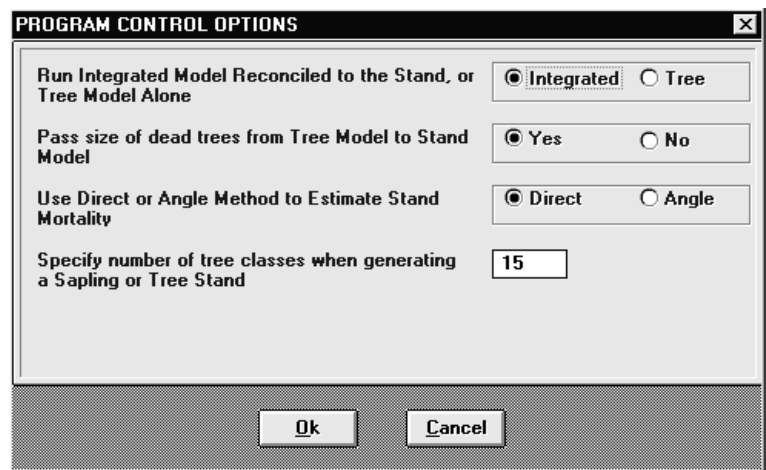 PROGRAM CONTROL OPTIONS
Run Integrated Model Reconciled to the Stand, or
Tree Model Alone
Integrated Tree
Pass size of dead trees from Tree Model to Stand
Model
Yes No
Use Direct or Angle Method to Estimate Stand
Mortality
Direct Angle
Specify number of tree classes when generating
a Sapling or Tree Stand
15
Ok Cancel